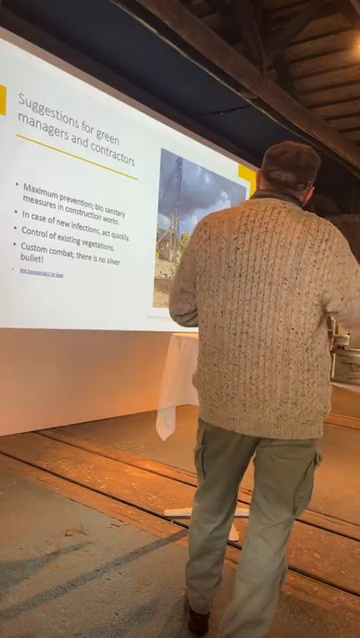 Suggestions for green
managers and contractors
• Maximum prevention; bio sanitary
measures in construction works.
• In case of new infections, act quickly.
• Control of existing vegetations.
• Custom combat; there is no silver
bullet!